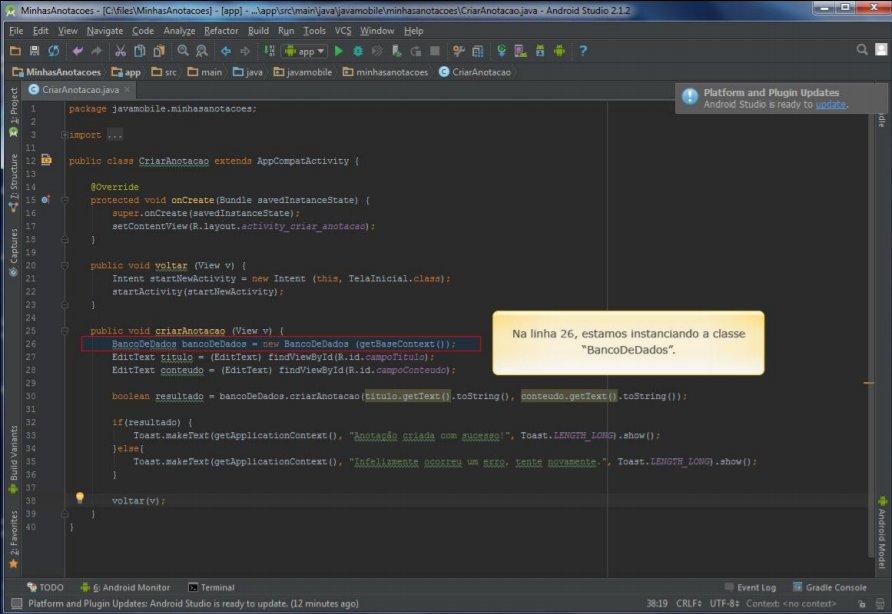 MinhasAnotacoes - [C:\files\MinhasAnotacoes] - [app] - ...\app\src\main\java\javamobile\minhasanotacoes\CriarAnotacao.java - Android Studio 2.1.2
File Edit View Navigate Code Analyze Refactor Build Run Tools VCS Window Help
app
MinhasAnotacoes app src main java javamobile minhasanotacoes CriarAnotacao
CriarAnotacao.java
Platform and Plugin Updates
Android Studio is ready to update.
1: Project
7: Structure
Captures
Build Variants
2: Favorites
Android Model
1 package javamobile.minhasanotacoes;
2
3 import ...
11
12 public class CriarAnotacao extends AppCompatActivity {
13
14 @Override
15 protected void onCreate(Bundle savedInstanceState) {
16 super.onCreate(savedInstanceState);
17 setContentView(R.layout.activity_criar_anotacao);
18 }
19
20 public void voltar (View v) {
21 Intent startNewActivity = new Intent (this, TelaInicial.class);
22 startActivity(startNewActivity);
23 }
24
25 public void criarAnotacao (View v) {
26 BancoDeDados bancoDeDados = new BancoDeDados (getBaseContext());
27 EditText titulo = (EditText) findViewById(R.id.campoTitulo);
28 EditText conteudo = (EditText) findViewById(R.id.campoConteudo);
29
30 boolean resultado = bancoDeDados.criarAnotacao(titulo.getText().toString(), conteudo.getText().toString());
31
32 if(resultado) {
33 Toast.makeText(getApplicationContext(), "Anotação criada com sucesso!", Toast.LENGTH_LONG).show();
34 }else{
35 Toast.makeText(getApplicationContext(), "Infelizmente ocorreu um erro, tente novamente.", Toast.LENGTH_LONG).show();
36 }
37
38 voltar(v);
39 }
40 }
Na linha 26, estamos instanciando a classe
“BancoDeDados”.
TODO 6: Android Monitor Terminal Event Log Gradle Console
Platform and Plugin Updates: Android Studio is ready to update. (12 minutes ago) 38:19 CRLF÷ UTF-8÷ Context: <no context>